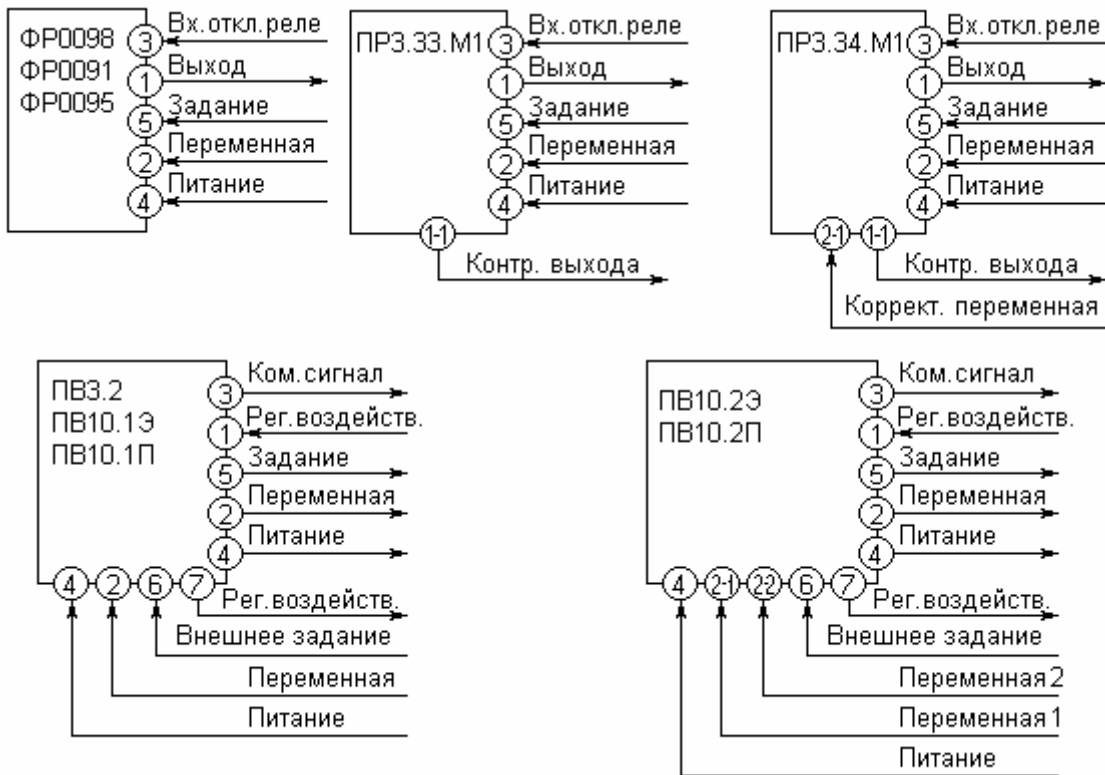 ФР0098
ФР0091
ФР0095
3
Вх.откл.реле
1
Выход
5
Задание
2
Переменная
4
Питание
ПР3.33.М1
3
Вх.откл.реле
1
Выход
5
Задание
2
Переменная
4
Питание
1-1
Контр. выхода
ПР3.34.М1
3
Вх.откл.реле
1
Выход
5
Задание
2
Переменная
4
Питание
2-1
1-1
Контр. выхода
Коррект. переменная
ПВ3.2
ПВ10.1Э
ПВ10.1П
3
Ком.сигнал
1
Рег.воздейств.
5
Задание
2
Переменная
4
Питание
4
2
6
7
Рег.воздейств.
Внешнее задание
Переменная
Питание
ПВ10.2Э
ПВ10.2П
3
Ком.сигнал
1
Рег.воздейств.
5
Задание
2
Переменная
4
Питание
4
2-1
2-2
6
7
Рег.воздейств.
Внешнее задание
Переменная 2
Переменная 1
Питание